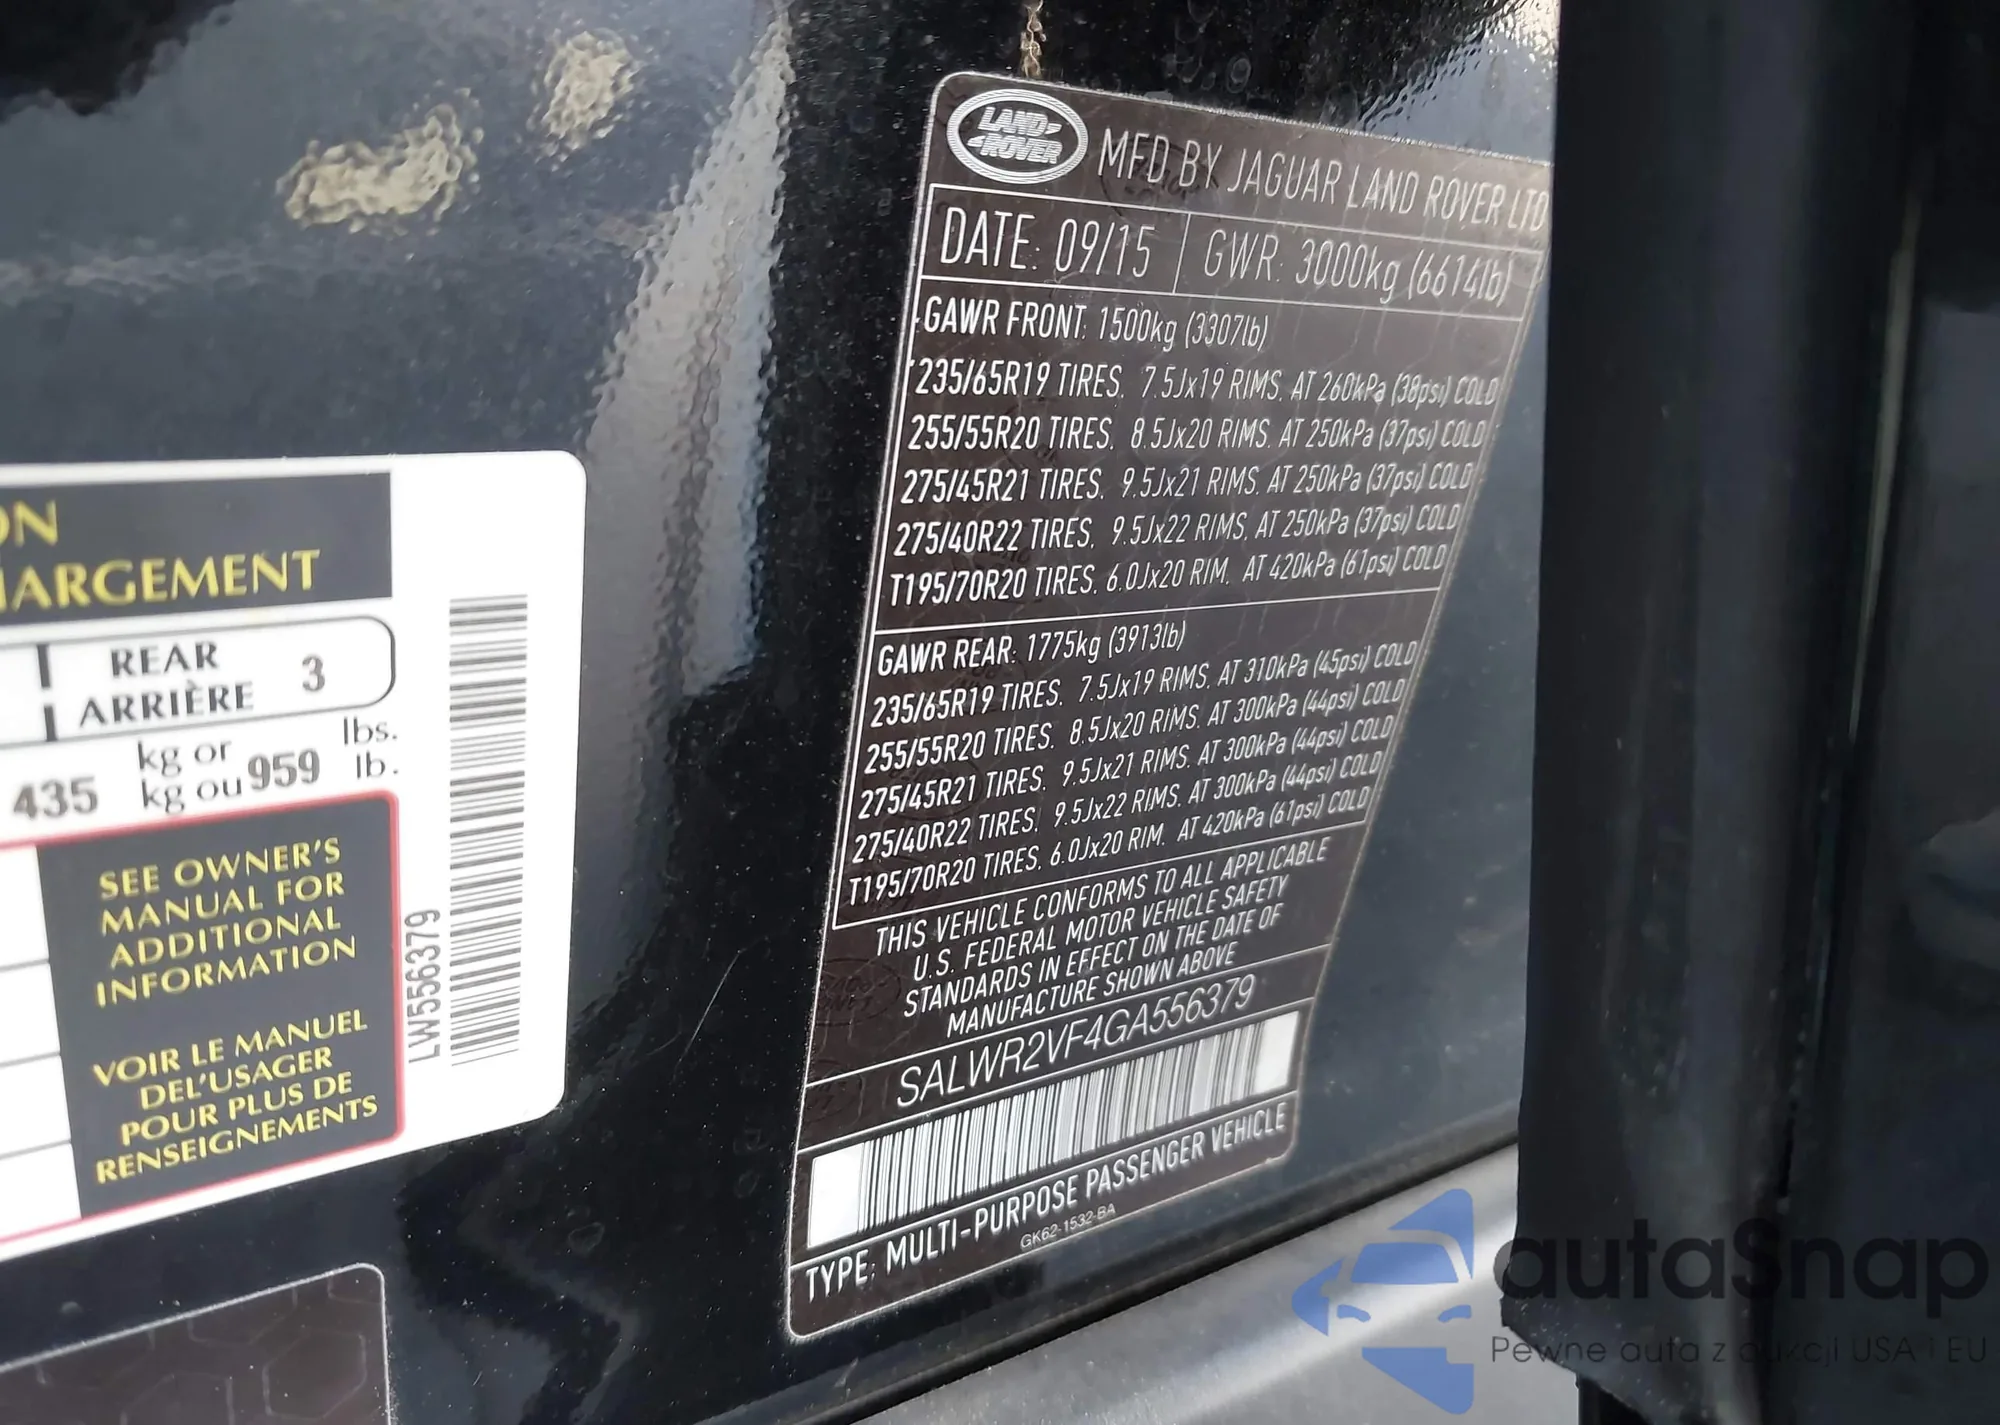 ON
HARGEMENT
REAR
ARRIÈRE 3
435 kg or 959 lbs.
kg ou lb.
SEE OWNER'S
MANUAL FOR
ADDITIONAL
INFORMATION
VOIR LE MANUEL
DEL'USAGER
POUR PLUS DE
RENSEIGNEMENTS
LW556379
LAND-
ROVER
MFD BY JAGUAR LAND ROVER LTD
DATE: 09/15 GWR: 3000kg (6614lb)
GAWR FRONT: 1500kg (3307lb)
235/65R19 TIRES, 7.5Jx19 RIMS, AT 260kPa (38psi) COLD
255/55R20 TIRES, 8.5Jx20 RIMS, AT 250kPa (37psi) COLD
275/45R21 TIRES, 9.5Jx21 RIMS, AT 250kPa (37psi) COLD
275/40R22 TIRES, 9.5Jx22 RIMS, AT 250kPa (37psi) COLD
T195/70R20 TIRES, 6.0Jx20 RIM, AT 420kPa (61psi) COLD
GAWR REAR: 1775kg (3913lb)
235/65R19 TIRES, 7.5Jx19 RIMS, AT 310kPa (45psi) COLD
255/55R20 TIRES, 8.5Jx20 RIMS, AT 300kPa (44psi) COLD
275/45R21 TIRES, 9.5Jx21 RIMS, AT 300kPa (44psi) COLD
275/40R22 TIRES, 9.5Jx22 RIMS, AT 300kPa (44psi) COLD
T195/70R20 TIRES, 6.0Jx20 RIM, AT 420kPa (61psi) COLD
THIS VEHICLE CONFORMS TO ALL APPLICABLE
U.S. FEDERAL MOTOR VEHICLE SAFETY
STANDARDS IN EFFECT ON THE DATE OF
MANUFACTURE SHOWN ABOVE
SALWR2VF4GA556379
TYPE: MULTI-PURPOSE PASSENGER VEHICLE
GK62-1532-BA
autoSnap
Pewne auta z aukcji USA i EU